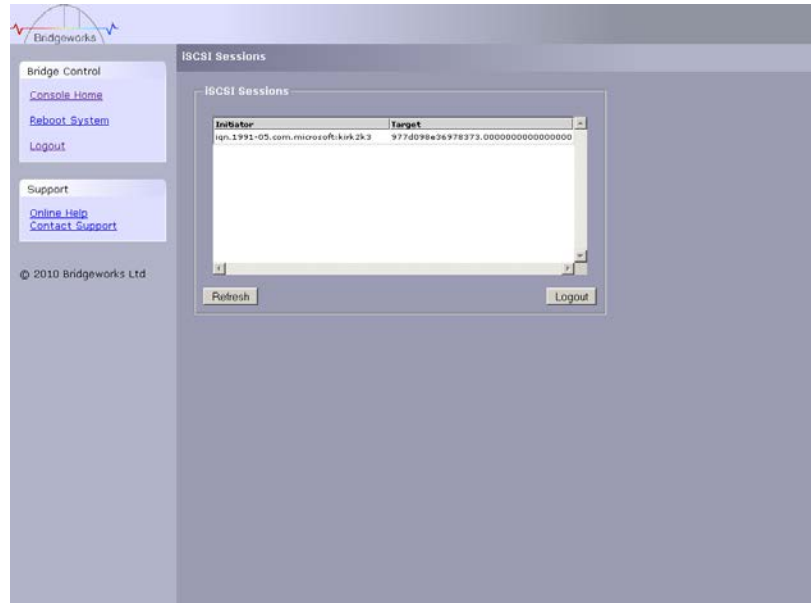 Bridgeworks
Bridge Control
Console Home
Reboot System
Logout
Support
Online Help
Contact Support
© 2010 Bridgeworks Ltd
iSCSI Sessions
iSCSI Sessions
Initiator Target
iqn.1991-05.com.microsoft:kirk2k3 977d098e36978373.0000000000000000
Refresh Logout